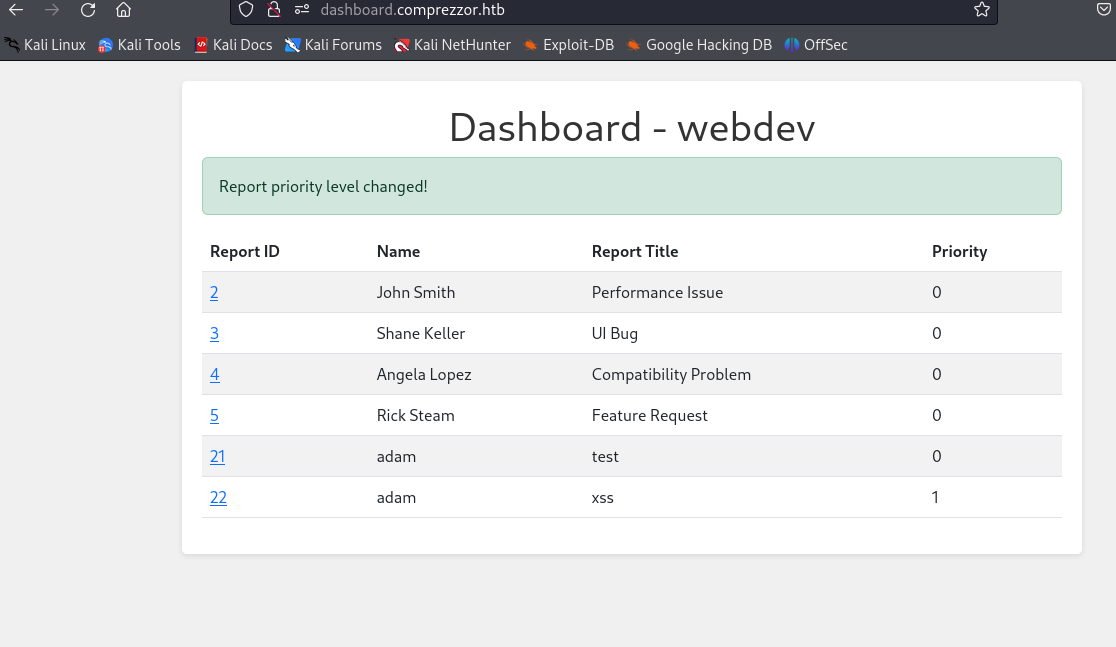 dashboard.comprezzor.htb
Kali Linux Kali Tools Kali Docs Kali Forums Kali NetHunter Exploit-DB Google Hacking DB OffSec
Dashboard - webdev
Report priority level changed!
Report ID Name Report Title Priority
2 John Smith Performance Issue 0
3 Shane Keller UI Bug 0
4 Angela Lopez Compatibility Problem 0
5 Rick Steam Feature Request 0
21 adam test 0
22 adam xss 1